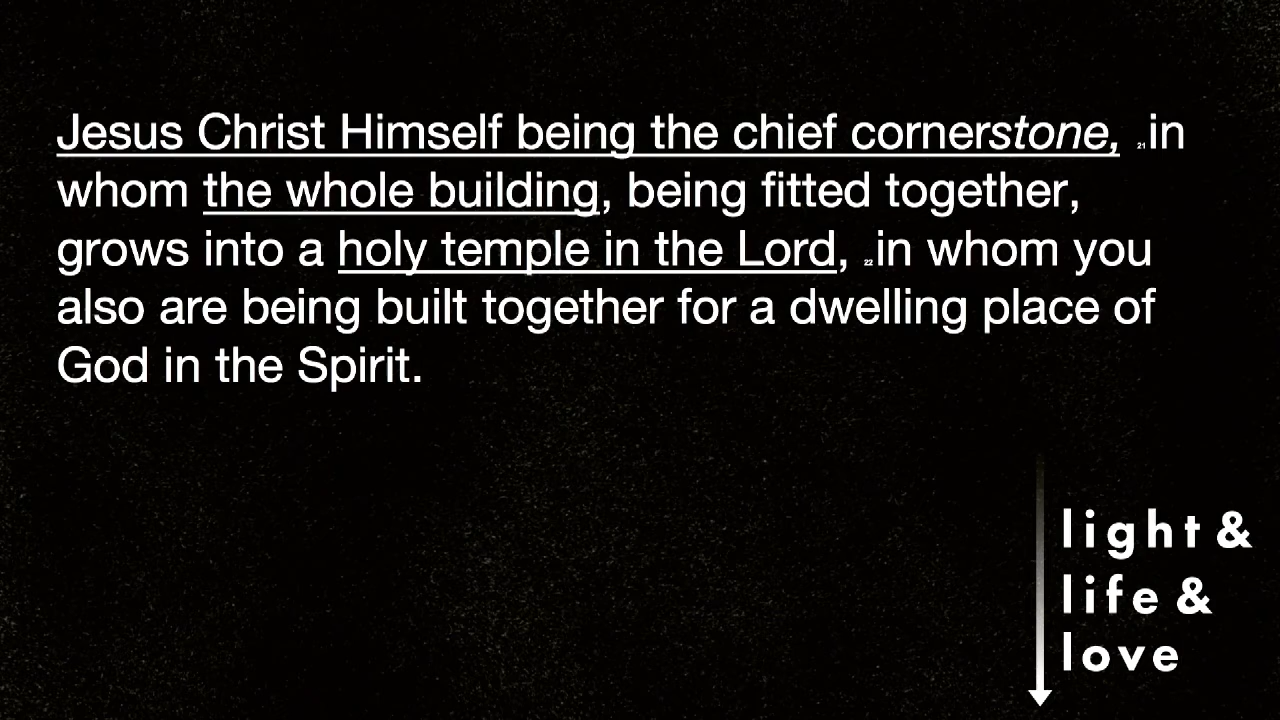 Jesus Christ Himself being the chief cornerstone, 21 in
whom the whole building, being fitted together,
grows into a holy temple in the Lord, 22 in whom you
also are being built together for a dwelling place of
God in the Spirit.
light &
life &
love